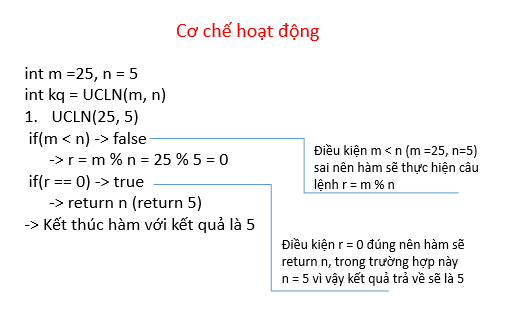 Cơ chế hoạt động
int m =25, n = 5
int kq = UCLN(m, n)
1. UCLN(25, 5)
if(m < n) -> false
-> r = m % n = 25 % 5 = 0
if(r == 0) -> true
-> return n (return 5)
-> Kết thúc hàm với kết quả là 5
Điều kiện m < n (m =25, n=5)
sai nên hàm sẽ thực hiện câu
lệnh r = m % n
Điều kiện r = 0 đúng nên hàm sẽ
return n, trong trường hợp này
n = 5 vì vậy kết quả trả về sẽ là 5